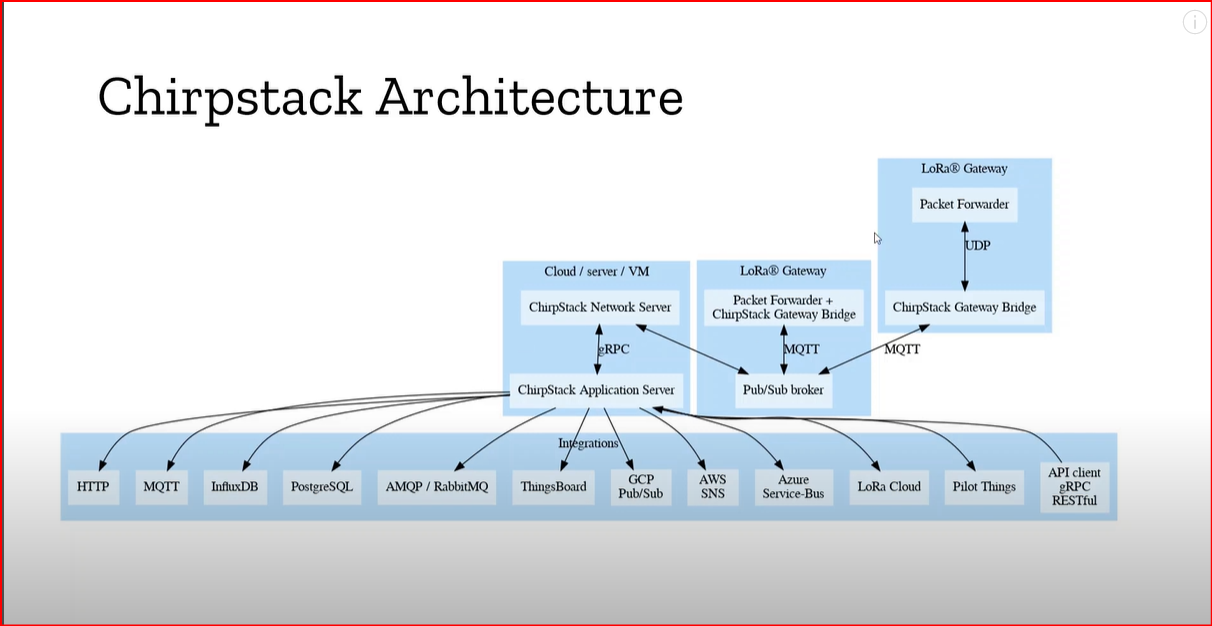 Chirpstack Architecture
LoRa® Gateway
Packet Forwarder
UDP
ChirpStack Gateway Bridge
MQTT
Cloud / server / VM
ChirpStack Network Server
gRPC
ChirpStack Application Server
LoRa® Gateway
Packet Forwarder +
ChirpStack Gateway Bridge
MQTT
Pub/Sub broker
Integrations
HTTP
MQTT
InfluxDB
PostgreSQL
AMQP / RabbitMQ
ThingsBoard
GCP
Pub/Sub
AWS
SNS
Azure
Service-Bus
LoRa Cloud
Pilot Things
API client
gRPC
RESTful